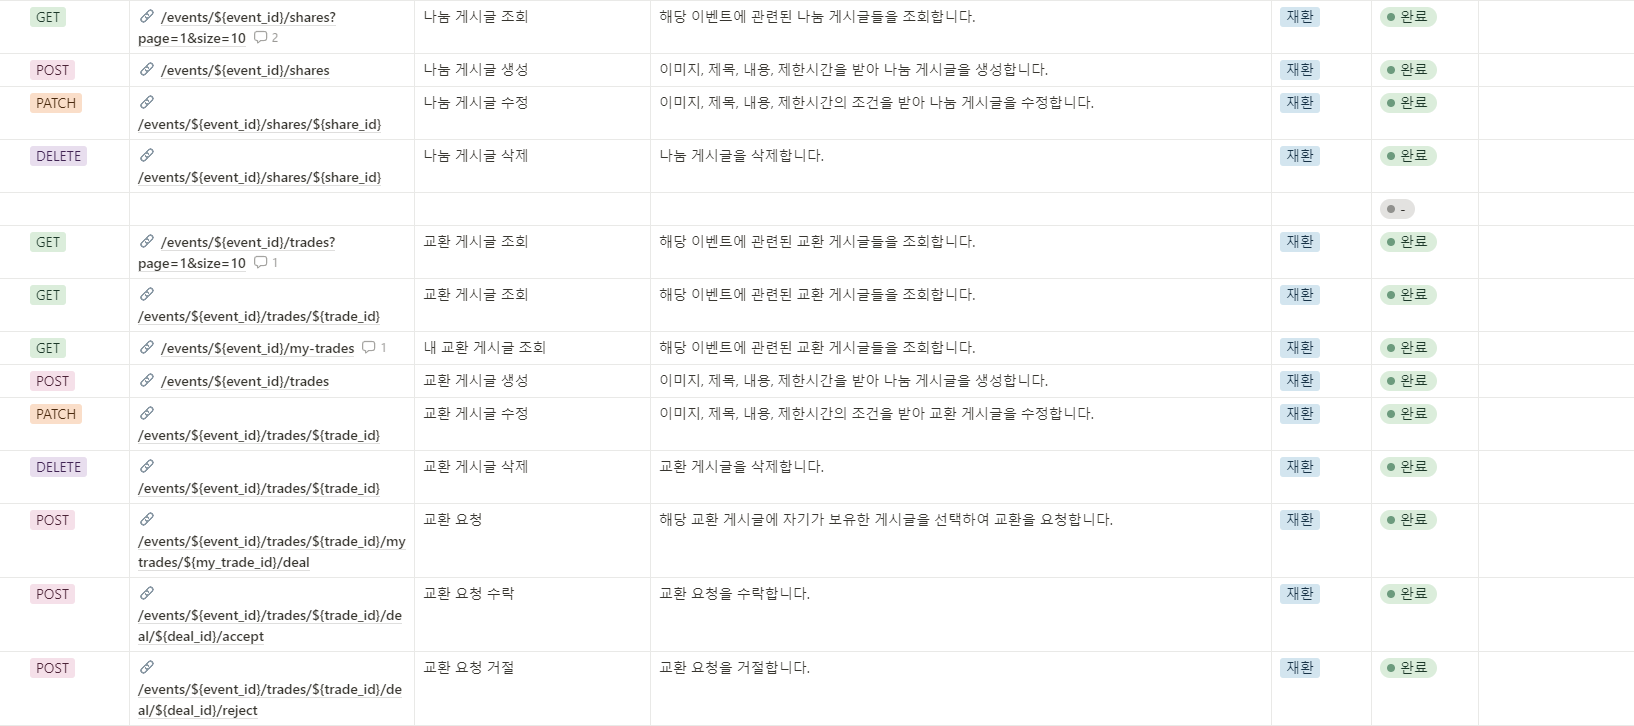 GET /events/${event_id}/shares? 나눔 게시글 조회 해당 이벤트에 관련된 나눔 게시글들을 조회합니다. 재환 완료
page=1&size=10 2
POST /events/${event_id}/shares 나눔 게시글 생성 이미지, 제목, 내용, 제한시간을 받아 나눔 게시글을 생성합니다. 재환 완료
PATCH 나눔 게시글 수정 이미지, 제목, 내용, 제한시간의 조건을 받아 나눔 게시글을 수정합니다. 재환 완료
/events/${event_id}/shares/${share_id}
DELETE 나눔 게시글 삭제 나눔 게시글을 삭제합니다. 재환 완료
/events/${event_id}/shares/${share_id}
-
GET /events/${event_id}/trades? 교환 게시글 조회 해당 이벤트에 관련된 교환 게시글들을 조회합니다. 재환 완료
page=1&size=10 1
GET 교환 게시글 조회 해당 이벤트에 관련된 교환 게시글들을 조회합니다. 재환 완료
/events/${event_id}/trades/${trade_id}
GET /events/${event_id}/my-trades 1 내 교환 게시글 조회 해당 이벤트에 관련된 교환 게시글들을 조회합니다. 재환 완료
POST /events/${event_id}/trades 교환 게시글 생성 이미지, 제목, 내용, 제한시간을 받아 나눔 게시글을 생성합니다. 재환 완료
PATCH 교환 게시글 수정 이미지, 제목, 내용, 제한시간의 조건을 받아 교환 게시글을 수정합니다. 재환 완료
/events/${event_id}/trades/${trade_id}
DELETE 교환 게시글 삭제 교환 게시글을 삭제합니다. 재환 완료
/events/${event_id}/trades/${trade_id}
POST 교환 요청 해당 교환 게시글에 자기가 보유한 게시글을 선택하여 교환을 요청합니다. 재환 완료
/events/${event_id}/trades/${trade_id}/my
trades/${my_trade_id}/deal
POST 교환 요청 수락 교환 요청을 수락합니다. 재환 완료
/events/${event_id}/trades/${trade_id}/de
al/${deal_id}/accept
POST 교환 요청 거절 교환 요청을 거절합니다. 재환 완료
/events/${event_id}/trades/${trade_id}/de
al/${deal_id}/reject